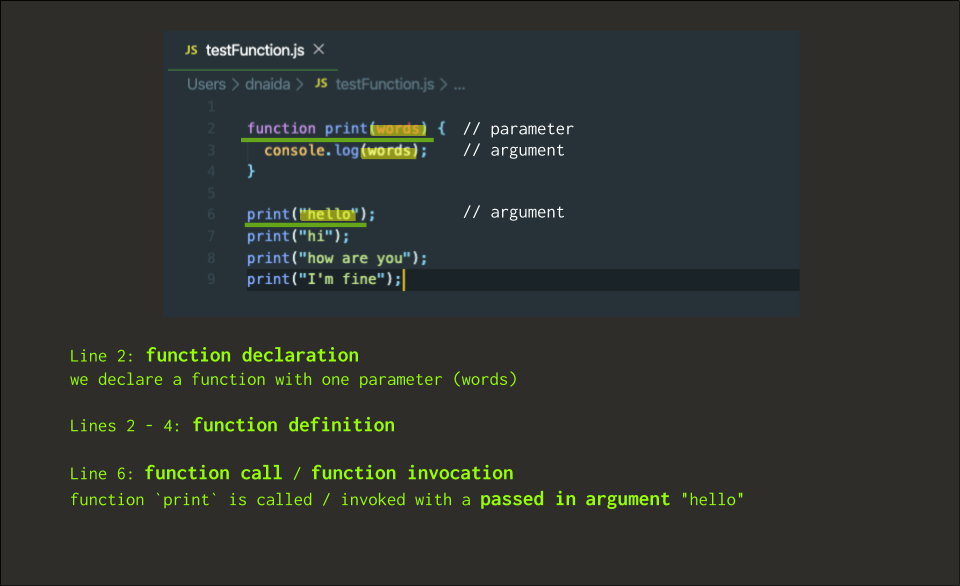 JS testFunction.js ×
Users > dnaida > JS testFunction.js > ...
1
2 function print(words) { // parameter
3 console.log(words); // argument
4 }
5
6 print("hello"); // argument
7 print("hi");
8 print("how are you");
9 print("I'm fine");
Line 2: function declaration
we declare a function with one parameter (words)
Lines 2 - 4: function definition
Line 6: function call / function invocation
function `print` is called / invoked with a passed in argument "hello"